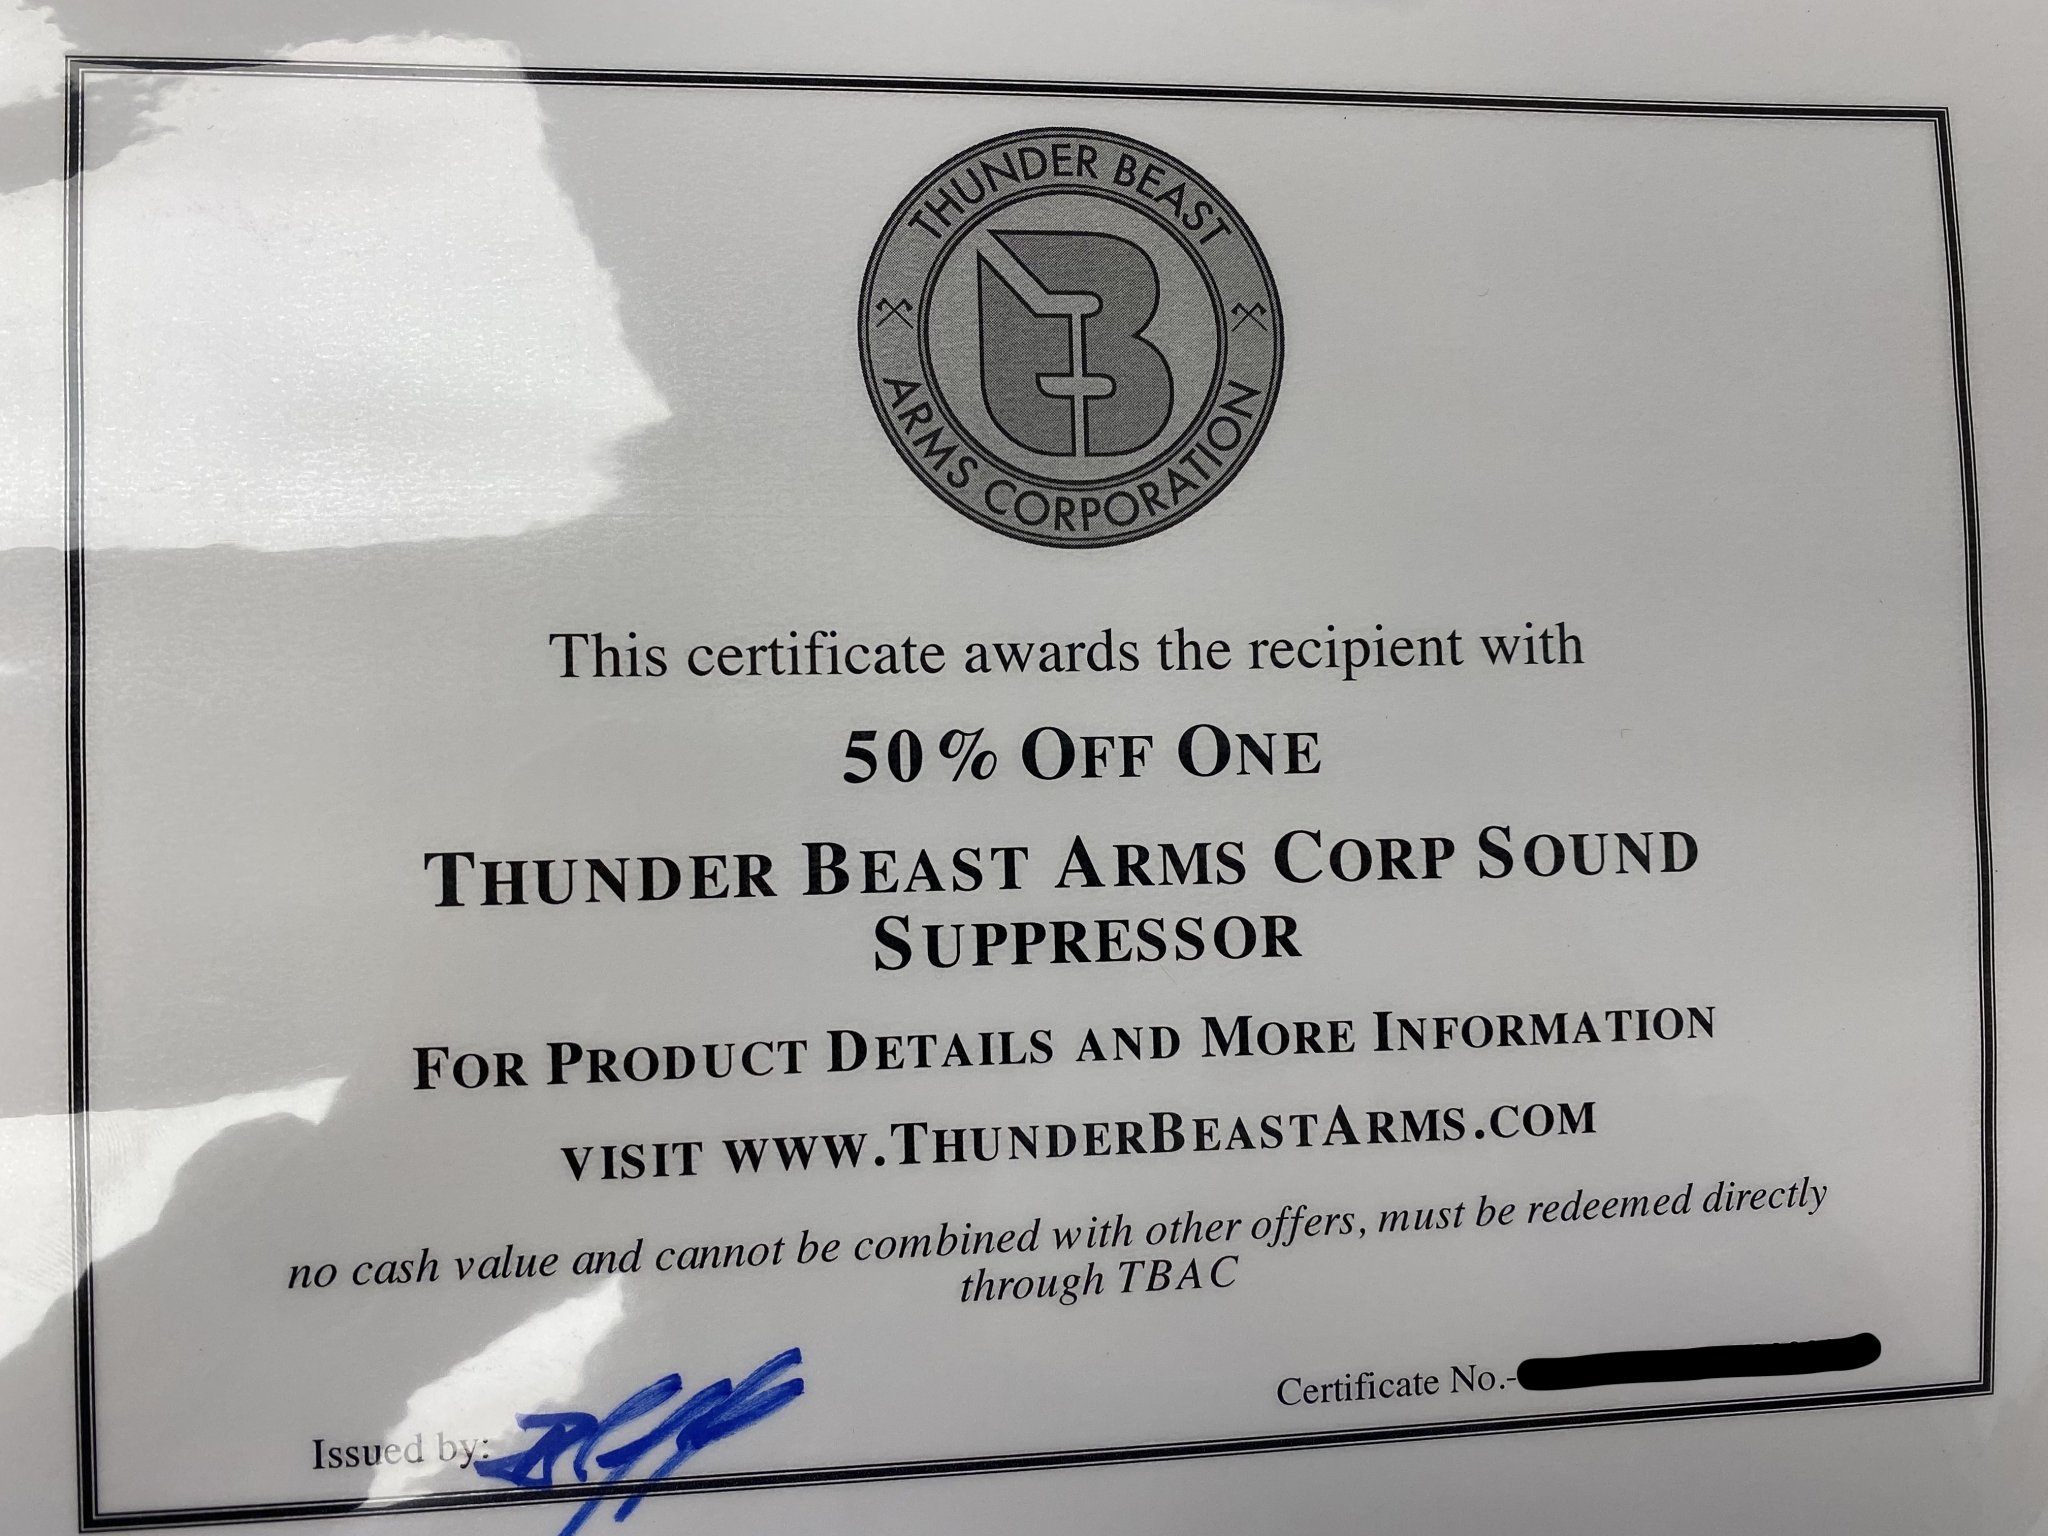 THUNDER BEAST
ARMS CORPORATION
This certificate awards the recipient with
50% OFF ONE
THUNDER BEAST ARMS CORP SOUND
SUPPRESSOR
FOR PRODUCT DETAILS AND MORE INFORMATION
VISIT WWW.THUNDERBEASTARMS.COM
no cash value and cannot be combined with other offers, must be redeemed directly
through TBAC
Certificate No.-
Issued by: